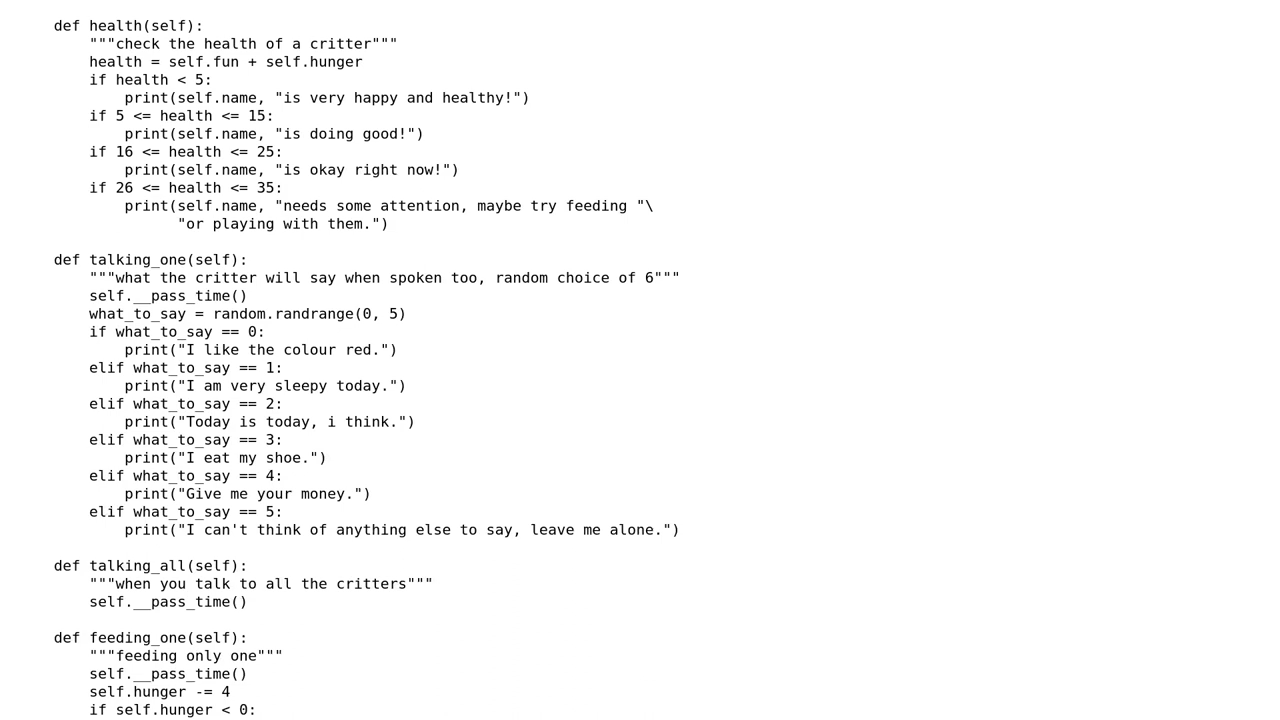 def health(self):
    """check the health of a critter"""
    health = self.fun + self.hunger
    if health < 5:
        print(self.name, "is very happy and healthy!")
    if 5 <= health <= 15:
        print(self.name, "is doing good!")
    if 16 <= health <= 25:
        print(self.name, "is okay right now!")
    if 26 <= health <= 35:
        print(self.name, "needs some attention, maybe try feeding "\
              "or playing with them.")

def talking_one(self):
    """what the critter will say when spoken too, random choice of 6"""
    self.__pass_time()
    what_to_say = random.randrange(0, 5)
    if what_to_say == 0:
        print("I like the colour red.")
    elif what_to_say == 1:
        print("I am very sleepy today.")
    elif what_to_say == 2:
        print("Today is today, i think.")
    elif what_to_say == 3:
        print("I eat my shoe.")
    elif what_to_say == 4:
        print("Give me your money.")
    elif what_to_say == 5:
        print("I can't think of anything else to say, leave me alone.")

def talking_all(self):
    """when you talk to all the critters"""
    self.__pass_time()

def feeding_one(self):
    """feeding only one"""
    self.__pass_time()
    self.hunger -= 4
    if self.hunger < 0: